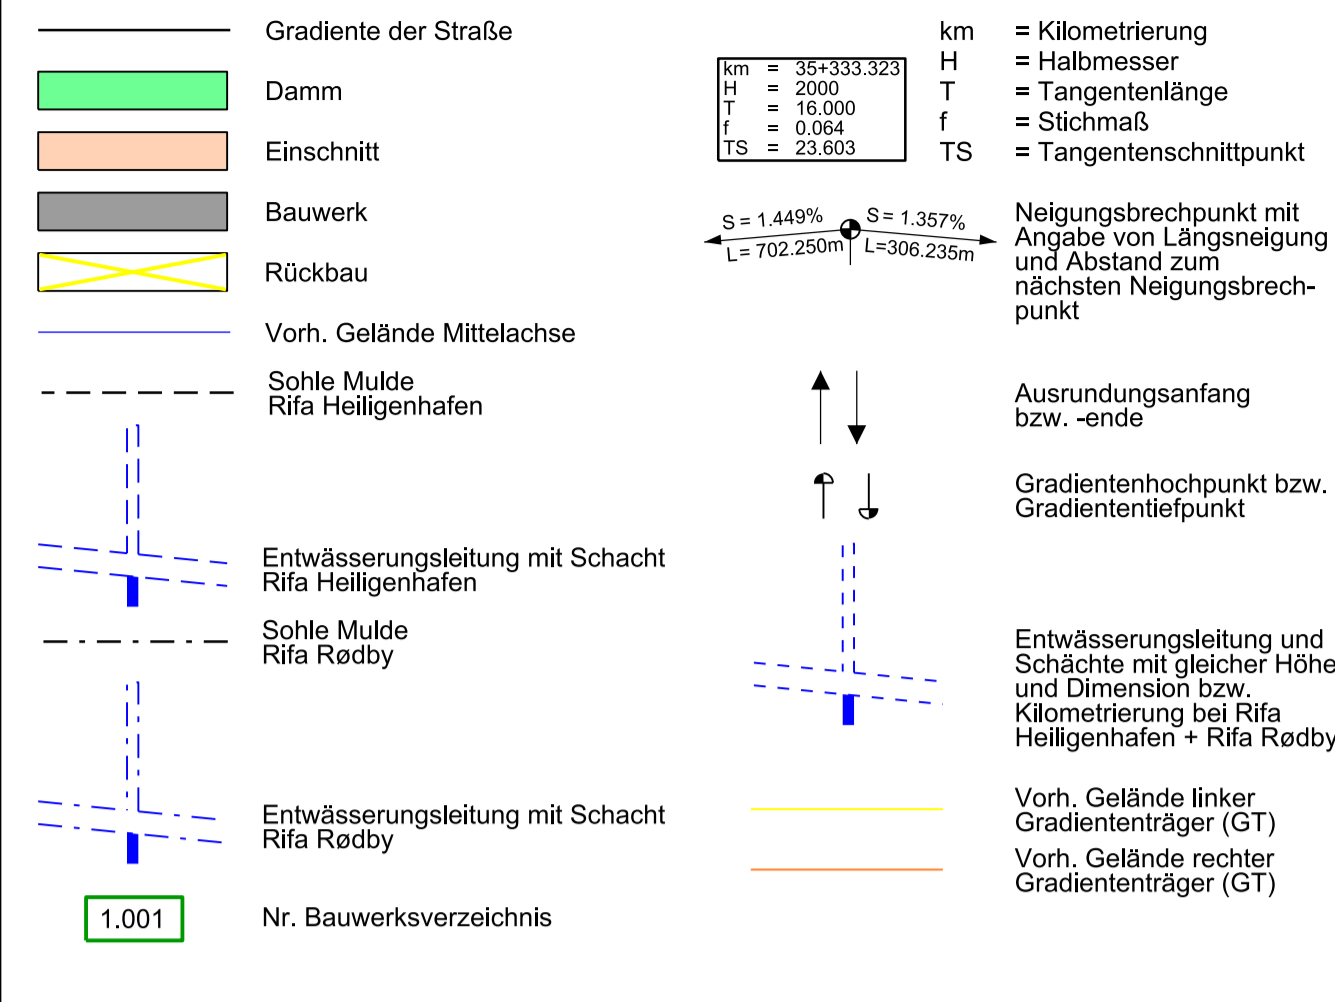 Gradiente der Straße
Damm
Einschnitt
Bauwerk
Rückbau
Vorh. Gelände Mittelachse
Sohle Mulde
Rifa Heiligenhafen
Entwässerungsleitung mit Schacht
Rifa Heiligenhafen
Sohle Mulde
Rifa Rødby
Entwässerungsleitung mit Schacht
Rifa Rødby
1.001 Nr. Bauwerksverzeichnis
km = 35+333.323
H = 2000
T = 16.000
f = 0.064
TS = 23.603
km = Kilometrierung
H = Halbmesser
T = Tangentenlänge
f = Stichmaß
TS = Tangentenschnittpunkt
S = 1.449% S = 1.357%
L = 702.250m L=306.235m
Neigungsbrechpunkt mit
Angabe von Längsneigung
und Abstand zum
nächsten Neigungsbrech-
punkt
Ausrundungsanfang
bzw. -ende
Gradientenhochpunkt bzw.
Gradiententiefpunkt
Entwässerungsleitung und
Schächte mit gleicher Höhe
und Dimension bzw.
Kilometrierung bei Rifa
Heiligenhafen + Rifa Rødby
Vorh. Gelände linker
Gradiententräger (GT)
Vorh. Gelände rechter
Gradiententräger (GT)